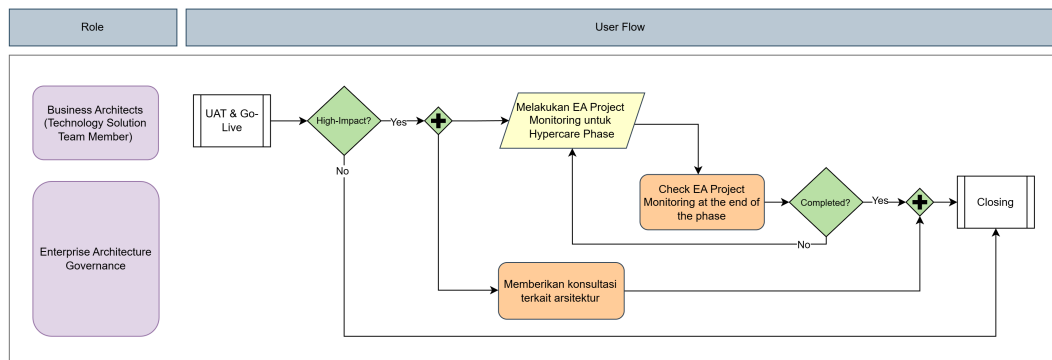 Role
User Flow
Business Architects
(Technology Solution
Team Member)
UAT & Go-
Live
High-Impact?
Yes
No
Melakukan EA Project
Monitoring untuk
Hypercare Phase
Check EA Project
Monitoring at the end of
the phase
Completed?
Yes
No
Closing
Enterprise Architecture
Governance
Memberikan konsultasi
terkait arsitektur